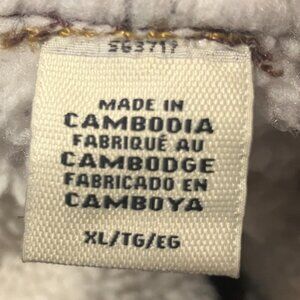 563717
MADE IN
CAMBODIA
FABRIQUÉ AU
CAMBODGE
FABRICADO EN
CAMBOYA
XL/TG/EG